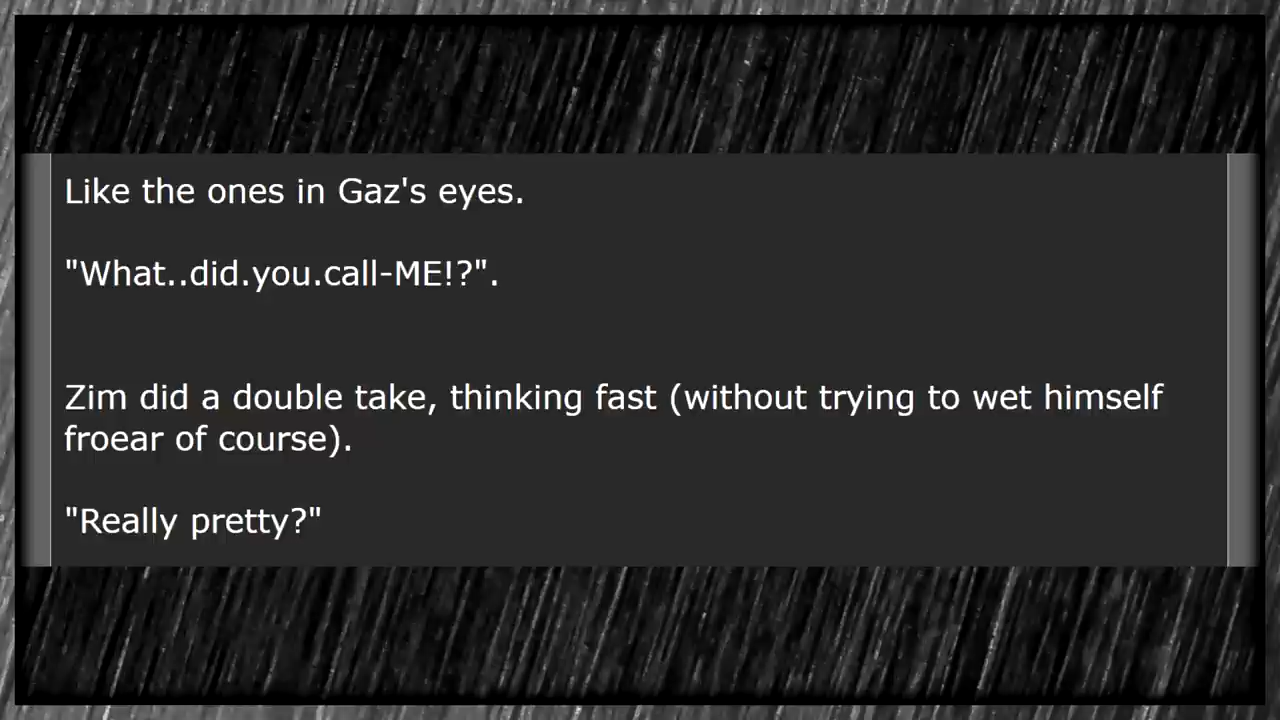 Like the ones in Gaz's eyes.
"What..did.you.call-ME!?".
Zim did a double take, thinking fast (without trying to wet himself
froear of course).
"Really pretty?"